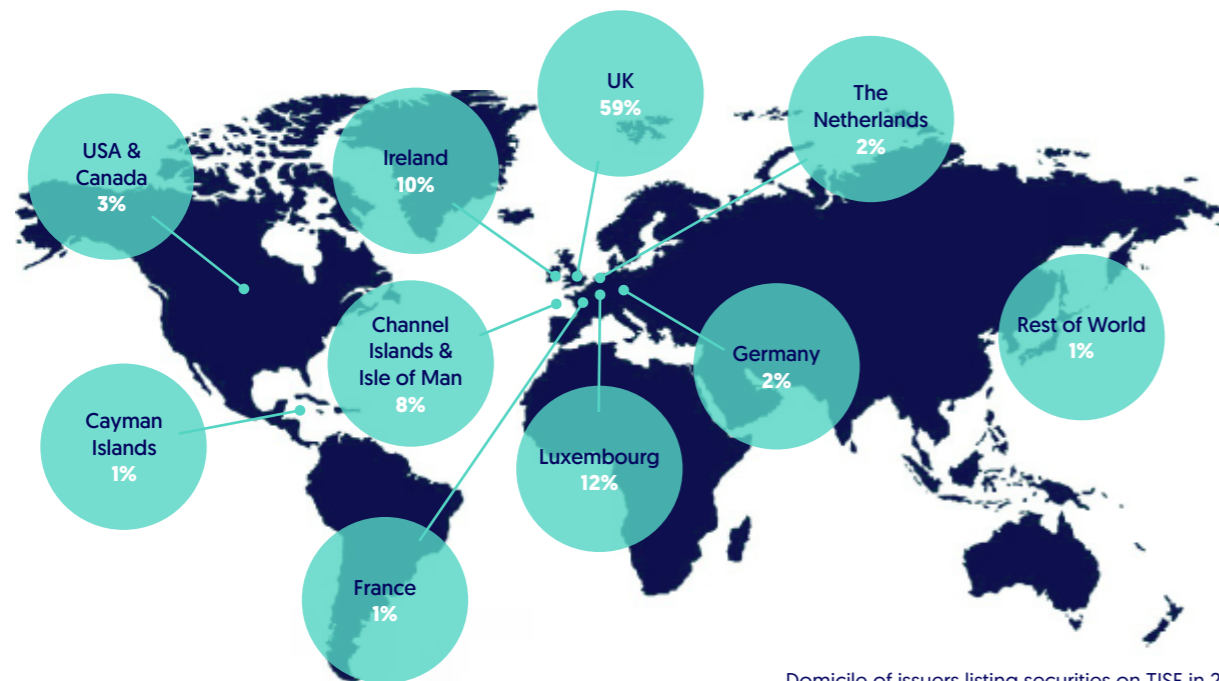 UK
59%
The
Netherlands
2%
USA &
Canada
3%
Ireland
10%
Channel
Islands &
Isle of Man
8%
Rest of World
1%
Germany
2%
Cayman
Islands
1%
Luxembourg
12%
France
1%
Domicile of issuers listing securities on TISE in 2